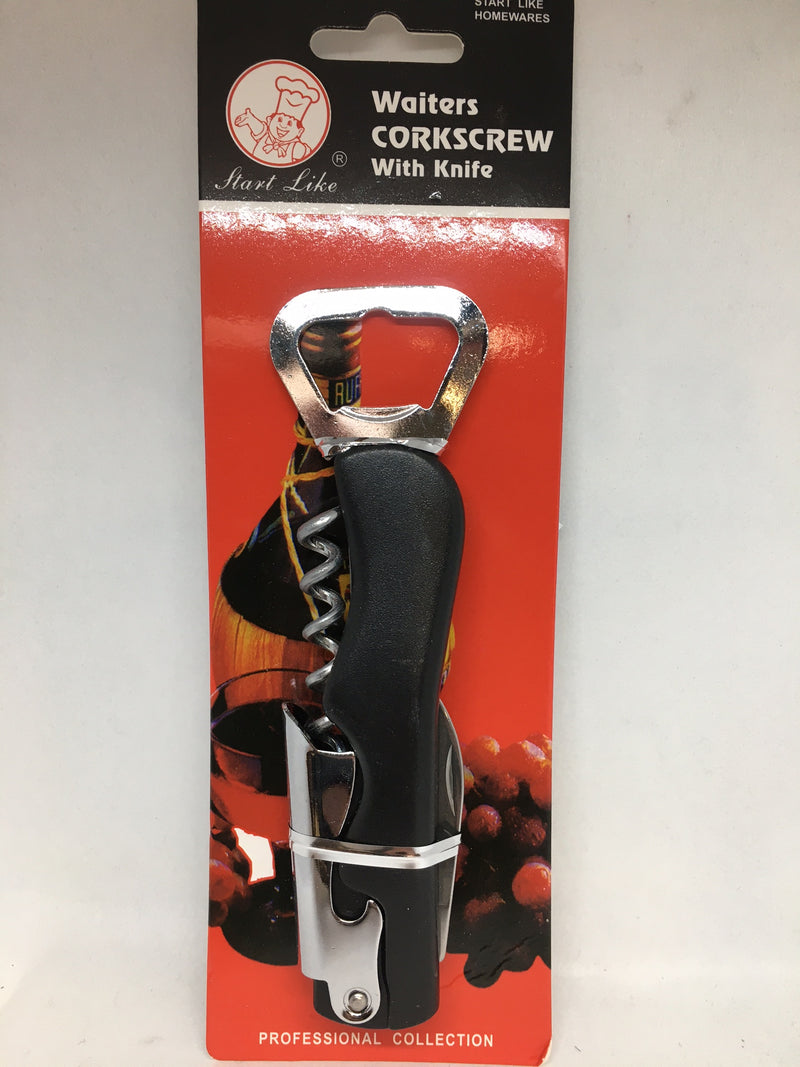 START LIKE
HOMEWARES
Waiters
CORKSCREW
With Knife
Start Like ®
PROFESSIONAL COLLECTION